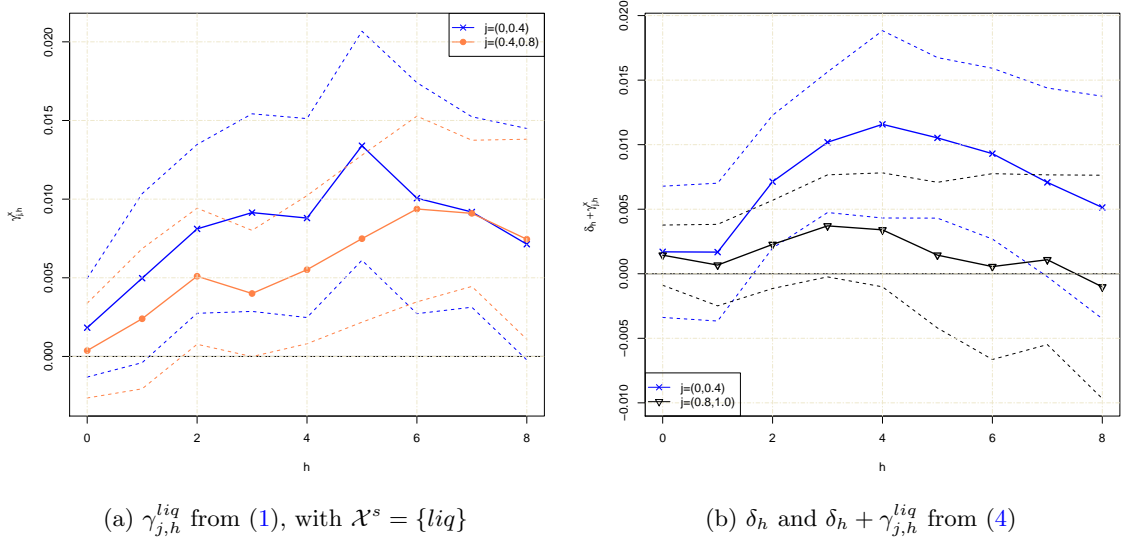 0.020
0.015
0.010
0.005
0.000
γ^x_{j,h}
j=(0,0.4)
j=(0.4,0.8)
0 2 4 6 8
h
(a) γ^{liq}_{j,h} from (1), with 𝒳^s = {liq}
0.020
0.015
0.010
0.005
0.000
−0.005
−0.010
δ_h + γ^x_{j,h}
j=(0,0.4)
j=(0.8,1.0)
0 2 4 6 8
h
(b) δ_h and δ_h + γ^{liq}_{j,h} from (4)